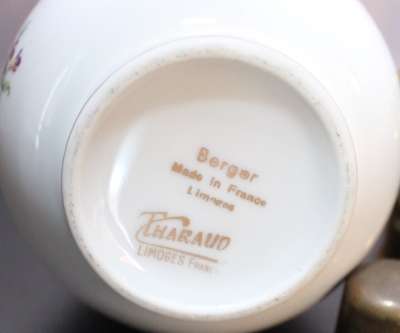 Berger
Made in France
Limoges
THARAUD
LIMOGES FRANCE